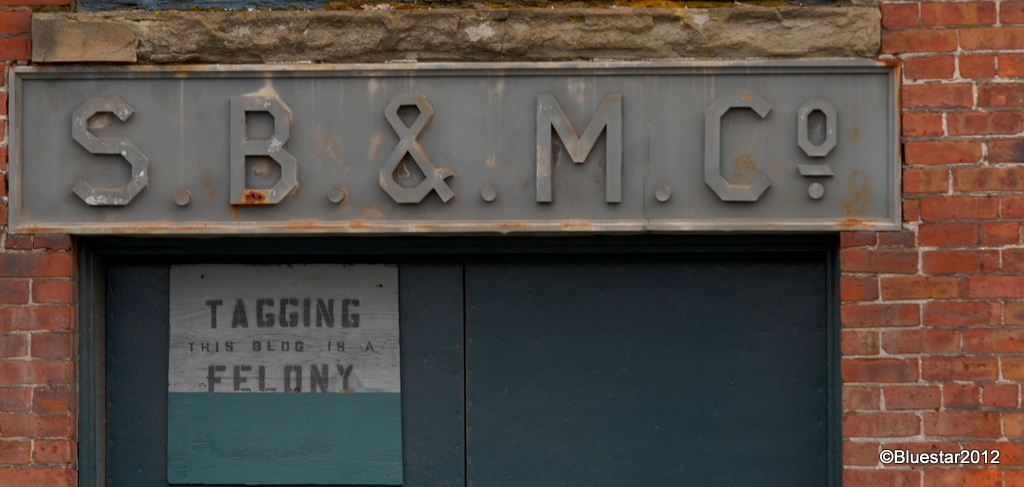 S.B.&.M.Co.
TAGGING
THIS BLDG IS A
FELONY
©Bluestar2012